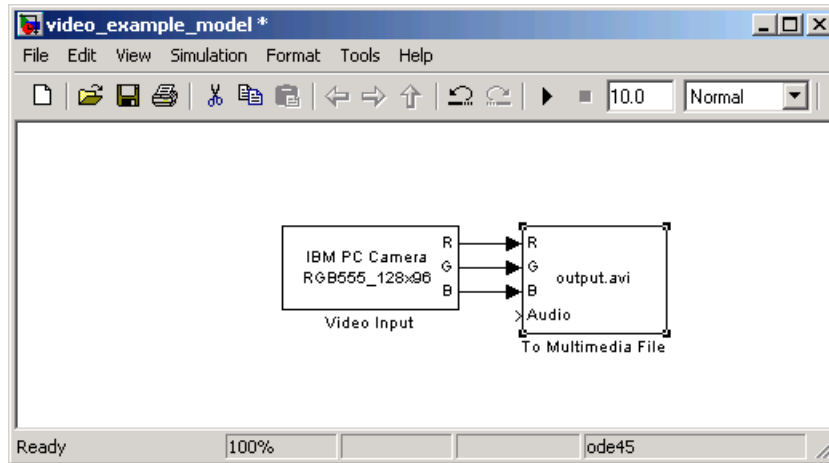 video_example_model *
File Edit View Simulation Format Tools Help
10.0 Normal
IBM PC Camera
RGB555_128x96
R
G
B
Video Input
R
G
B
Audio
output.avi
To Multimedia File
Ready 100% ode45